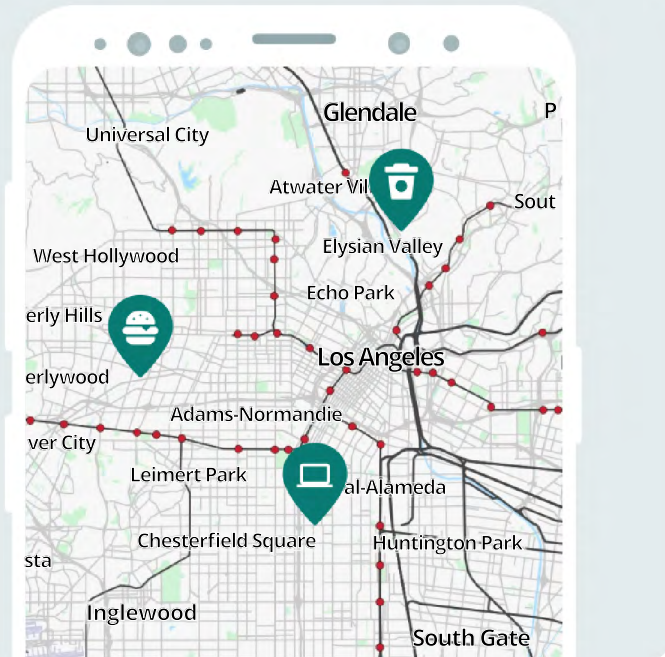 Glendale
P
Universal City
Atwater Vil
Sout
Elysian Valley
West Hollywood
Echo Park
erly Hills
Los Angeles
erlywood
Adams-Normandie
ver City
Leimert Park
al-Alameda
Chesterfield Square
Huntington Park
sta
Inglewood
South Gate